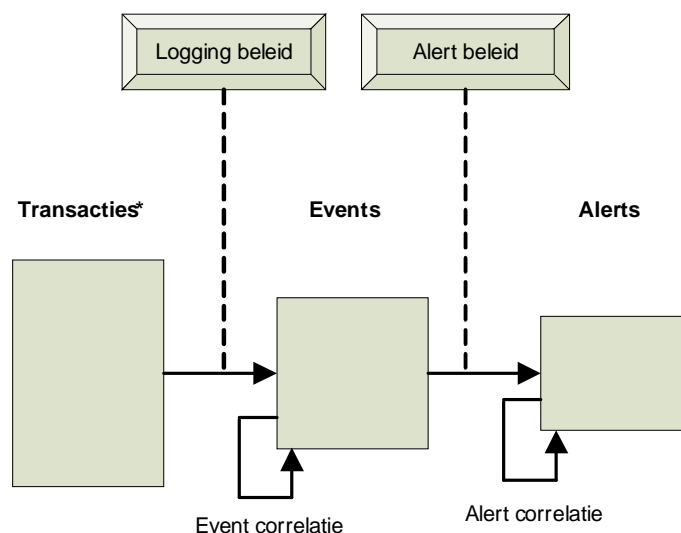 Logging beleid
Alert beleid
Transacties*
Events
Alerts
Event correlatie
Alert correlatie